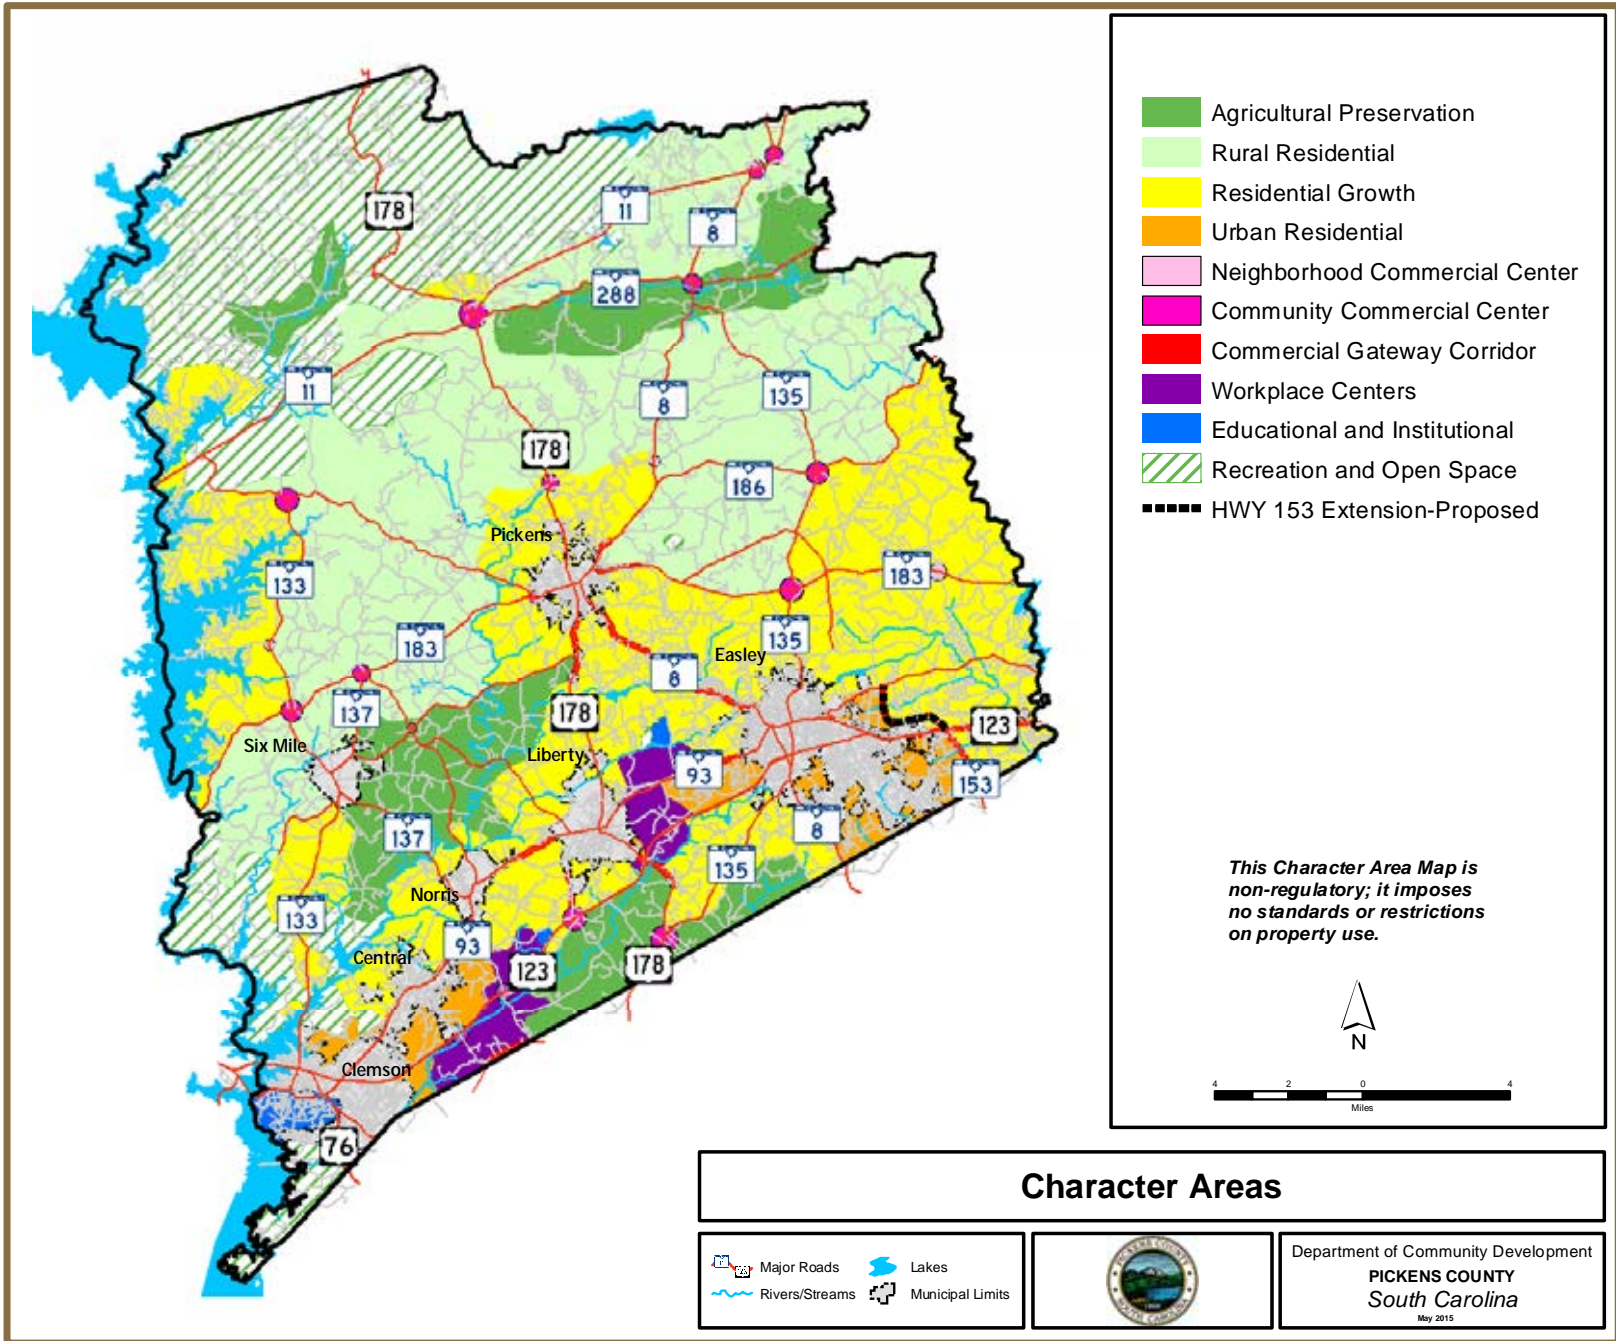 Agricultural Preservation
Rural Residential
Residential Growth
Urban Residential
Neighborhood Commercial Center
Community Commercial Center
Commercial Gateway Corridor
Workplace Centers
Educational and Institutional
Recreation and Open Space
HWY 153 Extension-Proposed
178
11
8
288
11
8
135
178
186
Pickens
133
183
183
135
Easley
8
137
178
123
Six Mile
Liberty
93
153
137
8
135
Norris
133
93
Central
123
178
Clemson
76
This Character Area Map is
non-regulatory; it imposes
no standards or restrictions
on property use.
N
4 2 0 4
Miles
Character Areas
Major Roads
Lakes
Rivers/Streams
Municipal Limits
PICKENS COUNTY
SOUTH CAROLINA
Department of Community Development
PICKENS COUNTY
South Carolina
May 2015